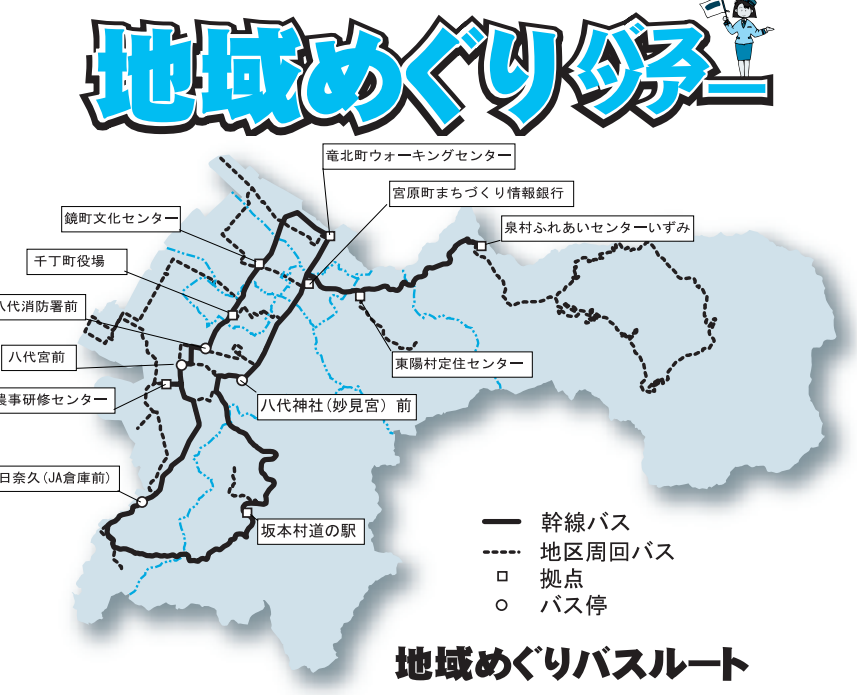 地域めぐりバスツアー
竜北町ウォーキングセンター
宮原町まちづくり情報銀行
鏡町文化センター
泉村ふれあいセンターいずみ
千丁町役場
八代消防署前
八代宮前
東陽村定住センター
農事研修センター
八代神社(妙見宮)前
日奈久(JA倉庫前)
坂本村道の駅
幹線バス
地区周回バス
拠点
バス停
地域めぐりバスルート